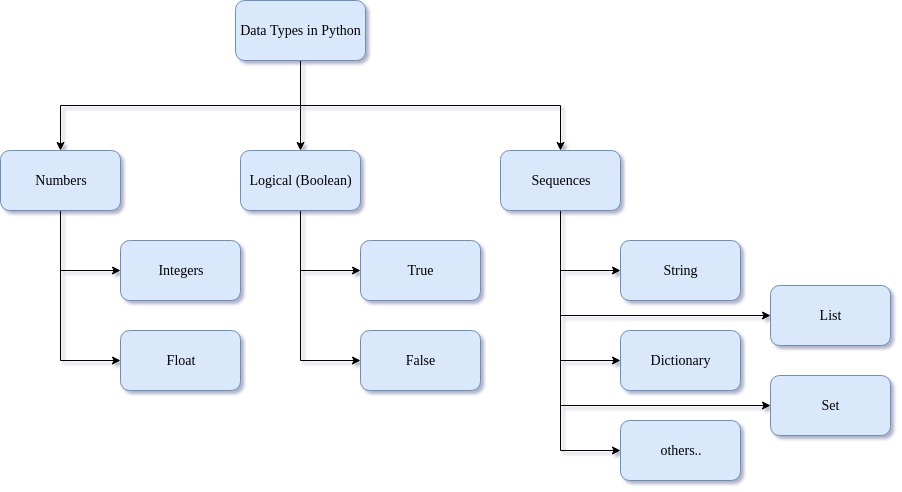 Data Types in Python
Numbers
Logical (Boolean)
Sequences
Integers
True
String
List
Float
False
Dictionary
Set
others..